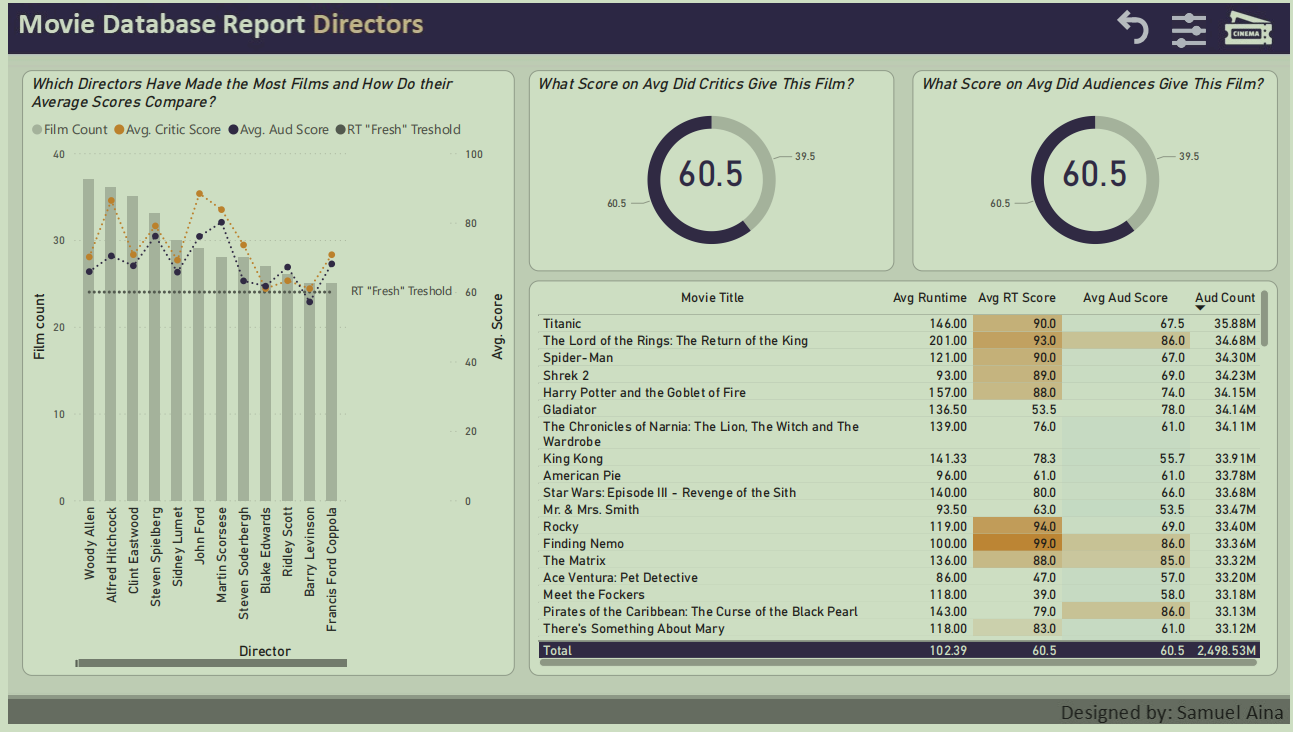 Movie Database Report Directors
CINEMA
Which Directors Have Made the Most Films and How Do their
Average Scores Compare?
Film Count Avg. Critic Score Avg. Aud Score RT "Fresh" Treshold
40 100
80
30
RT "Fresh" Treshold 60
20
40
10
20
0 0
Film count
Avg. Score
Woody Allen
Alfred Hitchcock
Clint Eastwood
Steven Spielberg
Sidney Lumet
John Ford
Martin Scorsese
Steven Soderbergh
Blake Edwards
Ridley Scott
Barry Levinson
Francis Ford Coppola
Director
What Score on Avg Did Critics Give This Film?
39.5
60.5
60.5
What Score on Avg Did Audiences Give This Film?
39.5
60.5
60.5
Movie Title Avg Runtime Avg RT Score Avg Aud Score Aud Count
Titanic 146.00 90.0 67.5 35.88M
The Lord of the Rings: The Return of the King 201.00 93.0 86.0 34.68M
Spider-Man 121.00 90.0 67.0 34.30M
Shrek 2 93.00 89.0 69.0 34.23M
Harry Potter and the Goblet of Fire 157.00 88.0 74.0 34.15M
Gladiator 136.50 53.5 78.0 34.14M
The Chronicles of Narnia: The Lion, The Witch and The 139.00 76.0 61.0 34.11M
Wardrobe
King Kong 141.33 78.3 55.7 33.91M
American Pie 96.00 61.0 61.0 33.78M
Star Wars: Episode III - Revenge of the Sith 140.00 80.0 66.0 33.68M
Mr. & Mrs. Smith 93.50 63.0 53.5 33.47M
Rocky 119.00 94.0 69.0 33.40M
Finding Nemo 100.00 99.0 86.0 33.36M
The Matrix 136.00 88.0 85.0 33.32M
Ace Ventura: Pet Detective 86.00 47.0 57.0 33.20M
Meet the Fockers 118.00 39.0 58.0 33.18M
Pirates of the Caribbean: The Curse of the Black Pearl 143.00 79.0 86.0 33.13M
There's Something About Mary 118.00 83.0 61.0 33.12M
Total 102.39 60.5 60.5 2,498.53M
Designed by: Samuel Aina